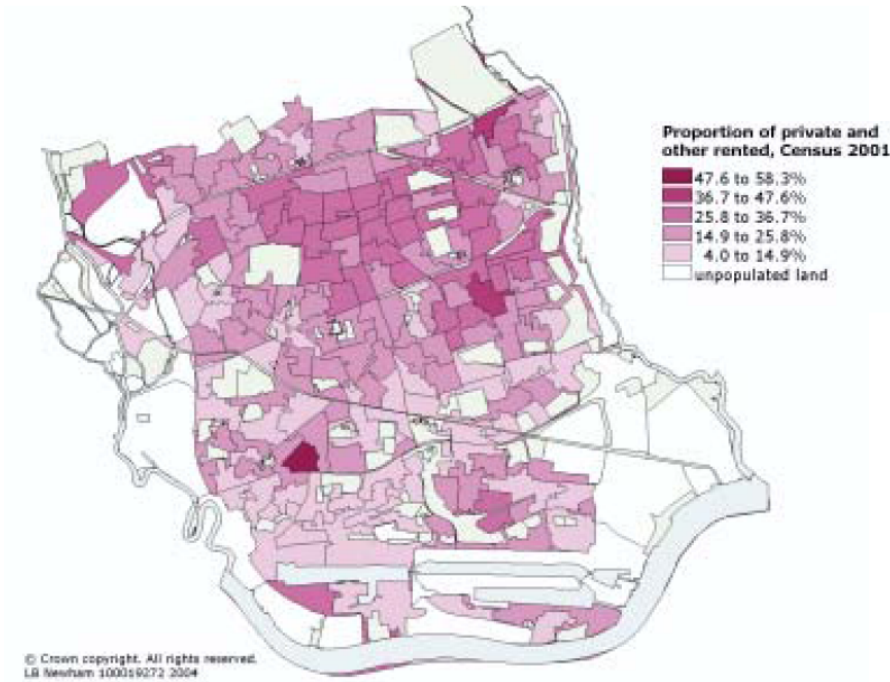 Proportion of private and
other rented, Census 2001
47.6 to 58.3%
36.7 to 47.6%
25.8 to 36.7%
14.9 to 25.8%
4.0 to 14.9%
unpopulated land
© Crown copyright. All rights reserved.
LB Newham 100019272 2004